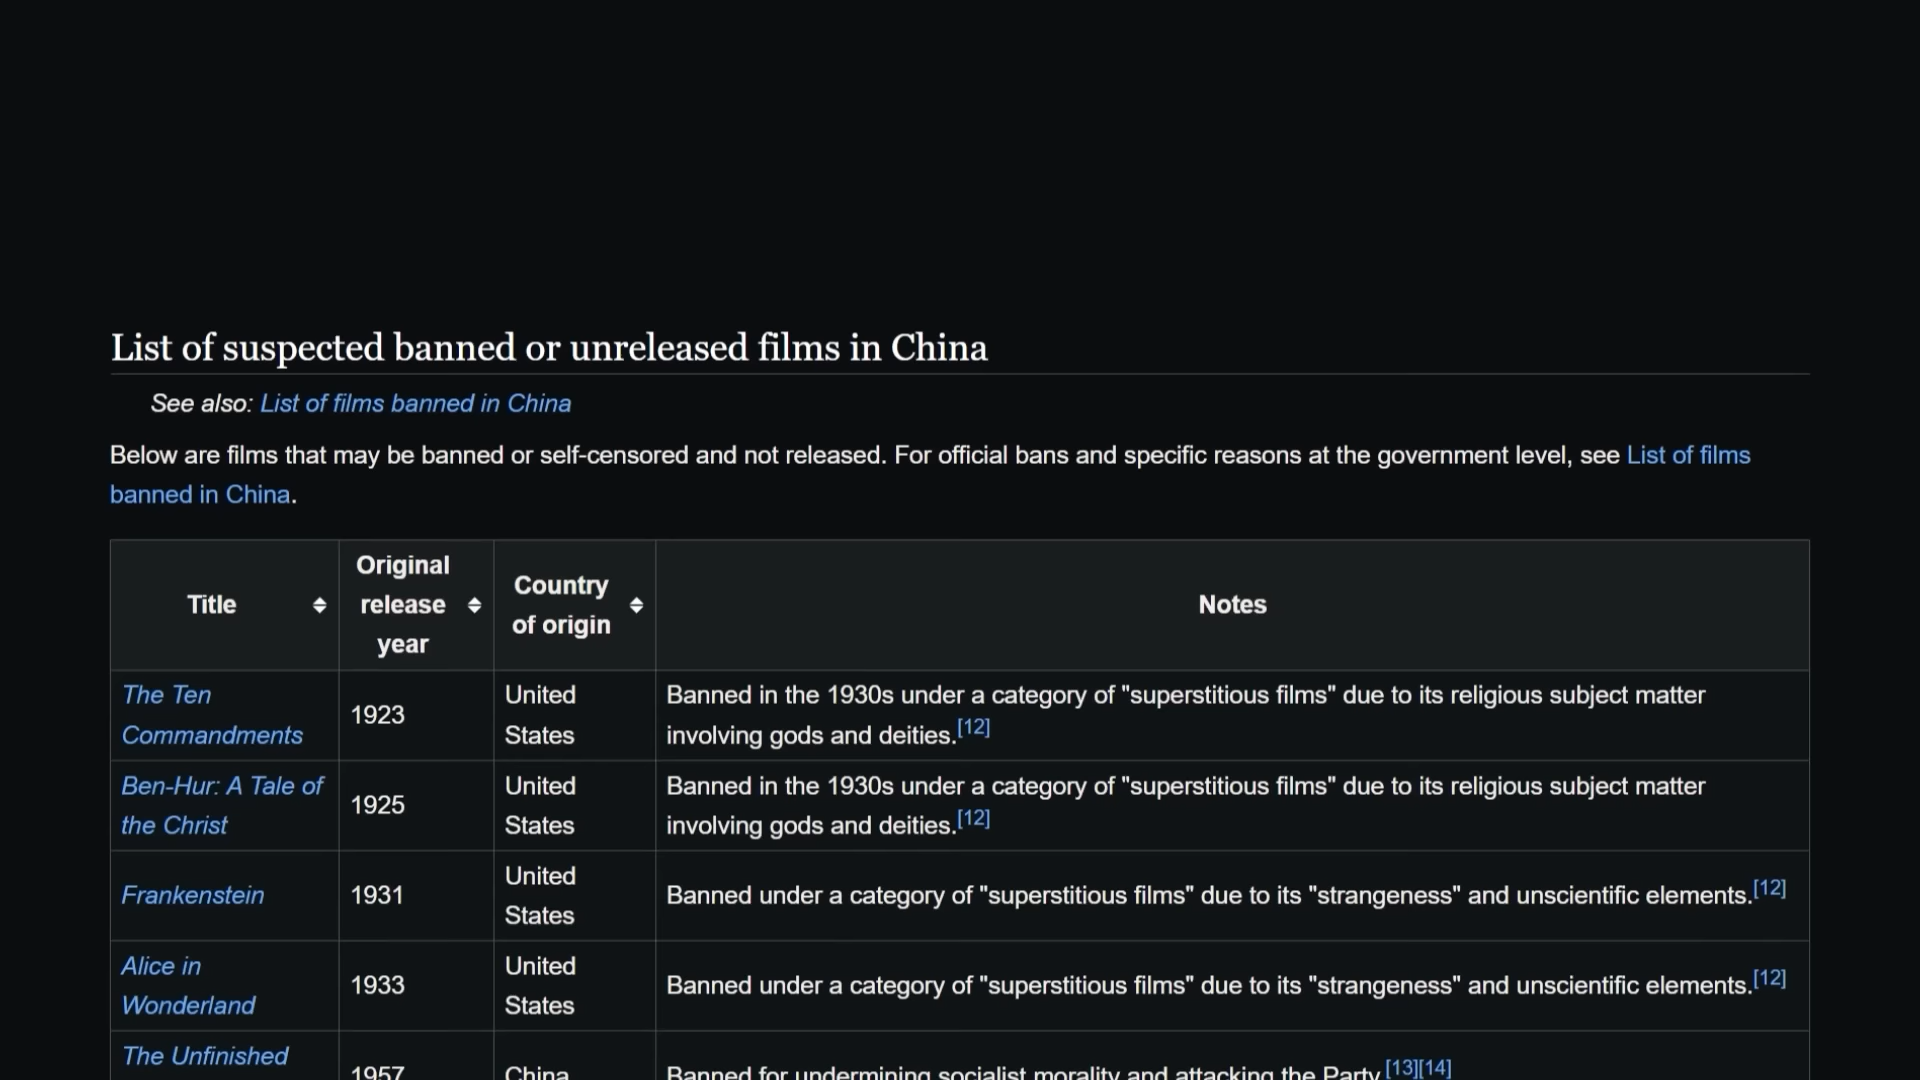 List of suspected banned or unreleased films in China
See also: List of films banned in China
Below are films that may be banned or self-censored and not released. For official bans and specific reasons at the government level, see List of films
banned in China.
Title
Original
release
year
Country
of origin
Notes
The Ten
Commandments
1923
United
States
Banned in the 1930s under a category of "superstitious films" due to its religious subject matter
involving gods and deities.[12]
Ben-Hur: A Tale of
the Christ
1925
United
States
Banned in the 1930s under a category of "superstitious films" due to its religious subject matter
involving gods and deities.[12]
Frankenstein
1931
United
States
Banned under a category of "superstitious films" due to its "strangeness" and unscientific elements.[12]
Alice in
Wonderland
1933
United
States
Banned under a category of "superstitious films" due to its "strangeness" and unscientific elements.[12]
The Unfinished
1957
China
Banned for undermining socialist morality and attacking the Party.[13][14]